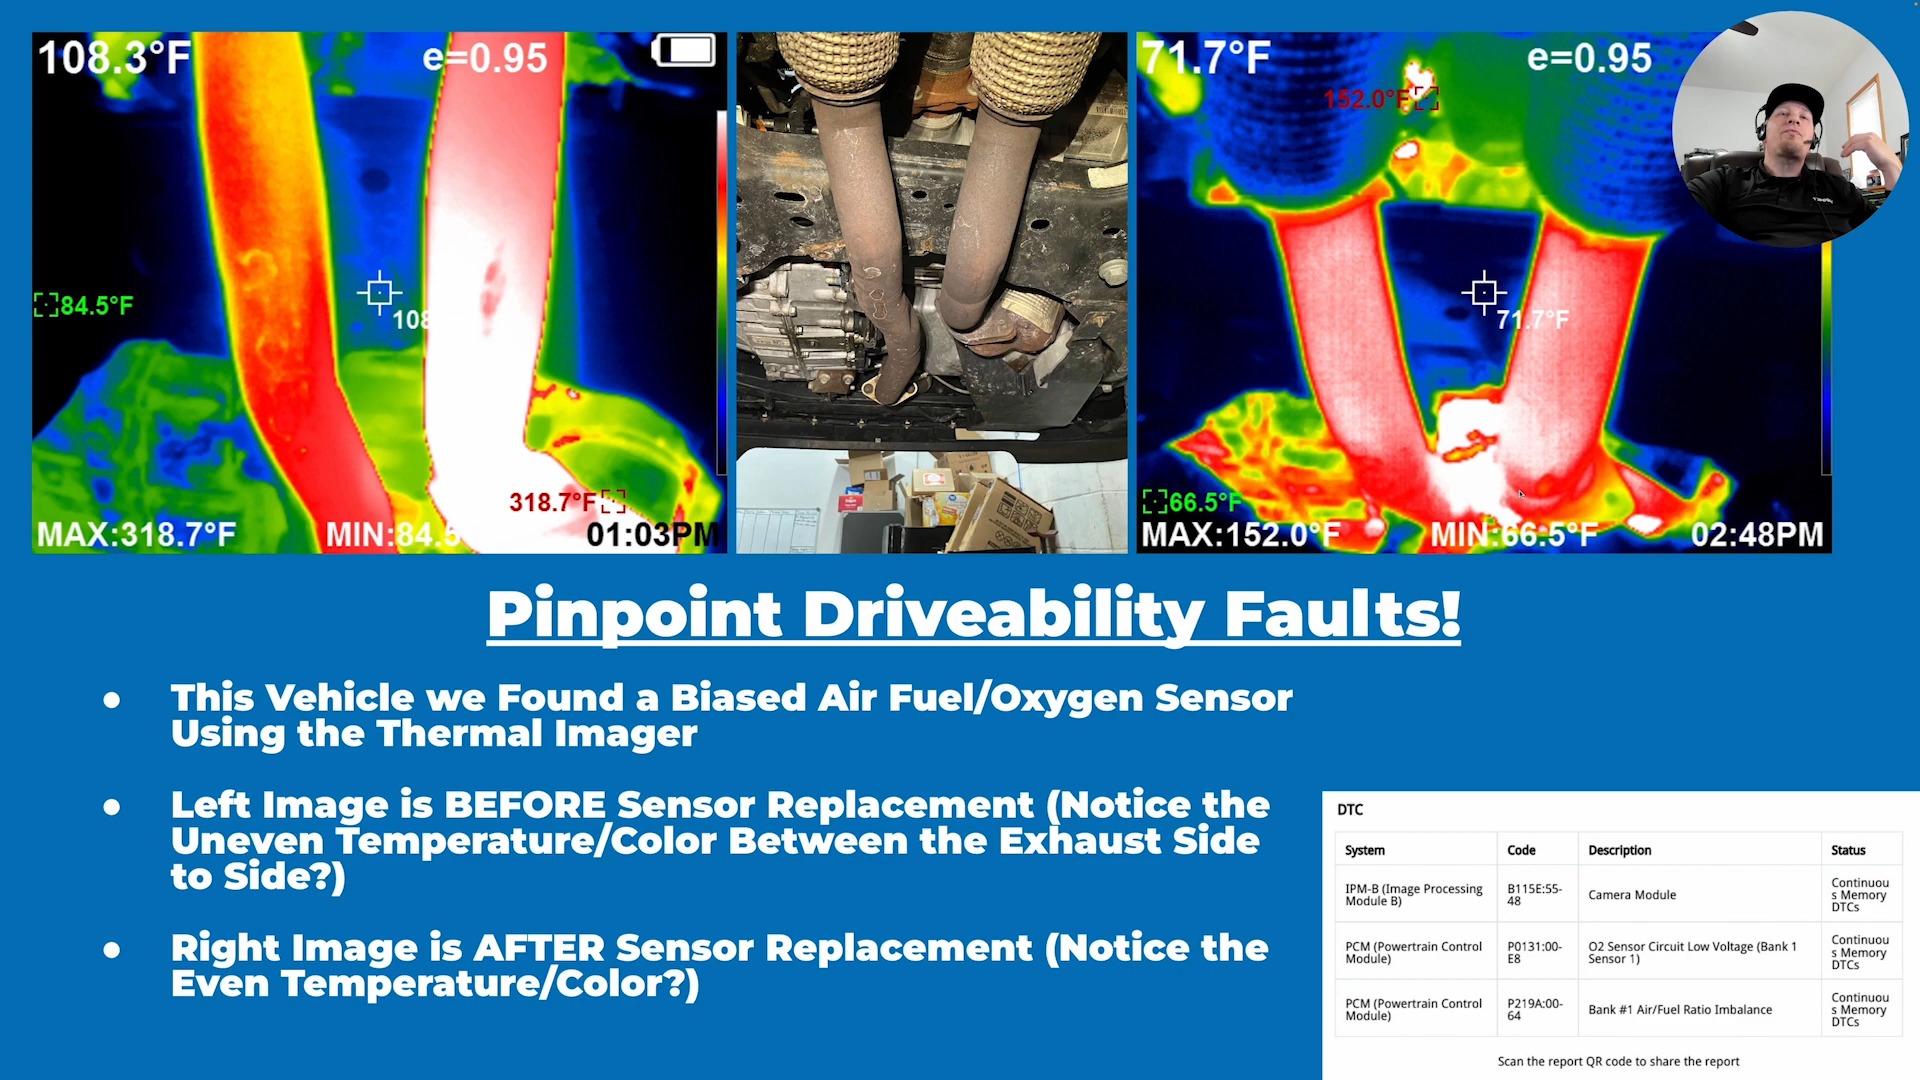 108.3°F
e=0.95
84.5°F
108
318.7°F
MAX:318.7°F
MIN:84.5
01:03PM
71.7°F
e=0.95
152.0°F
71.7°F
66.5°F
MAX:152.0°F
MIN:66.5°F
02:48PM
Pinpoint Driveability Faults!
● This Vehicle we Found a Biased Air Fuel/Oxygen Sensor
Using the Thermal Imager
● Left Image is BEFORE Sensor Replacement (Notice the
Uneven Temperature/Color Between the Exhaust Side
to Side?)
● Right Image is AFTER Sensor Replacement (Notice the
Even Temperature/Color?)
DTC
System Code Description Status
IPM-B (Image Processing
Module B)
B115E:55-
48
Camera Module
Continuou
s Memory
DTCs
PCM (Powertrain Control
Module)
P0131:00-
E8
O2 Sensor Circuit Low Voltage (Bank 1
Sensor 1)
Continuou
s Memory
DTCs
PCM (Powertrain Control
Module)
P219A:00-
64
Bank #1 Air/Fuel Ratio Imbalance
Continuou
s Memory
DTCs
Scan the report QR code to share the report